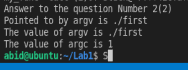 Answer to the question Number 2(2)
Pointed to by argv is ./first
The value of argv is ./first
The value of argc is 1
abid@ubuntu:~/Lab1$ S